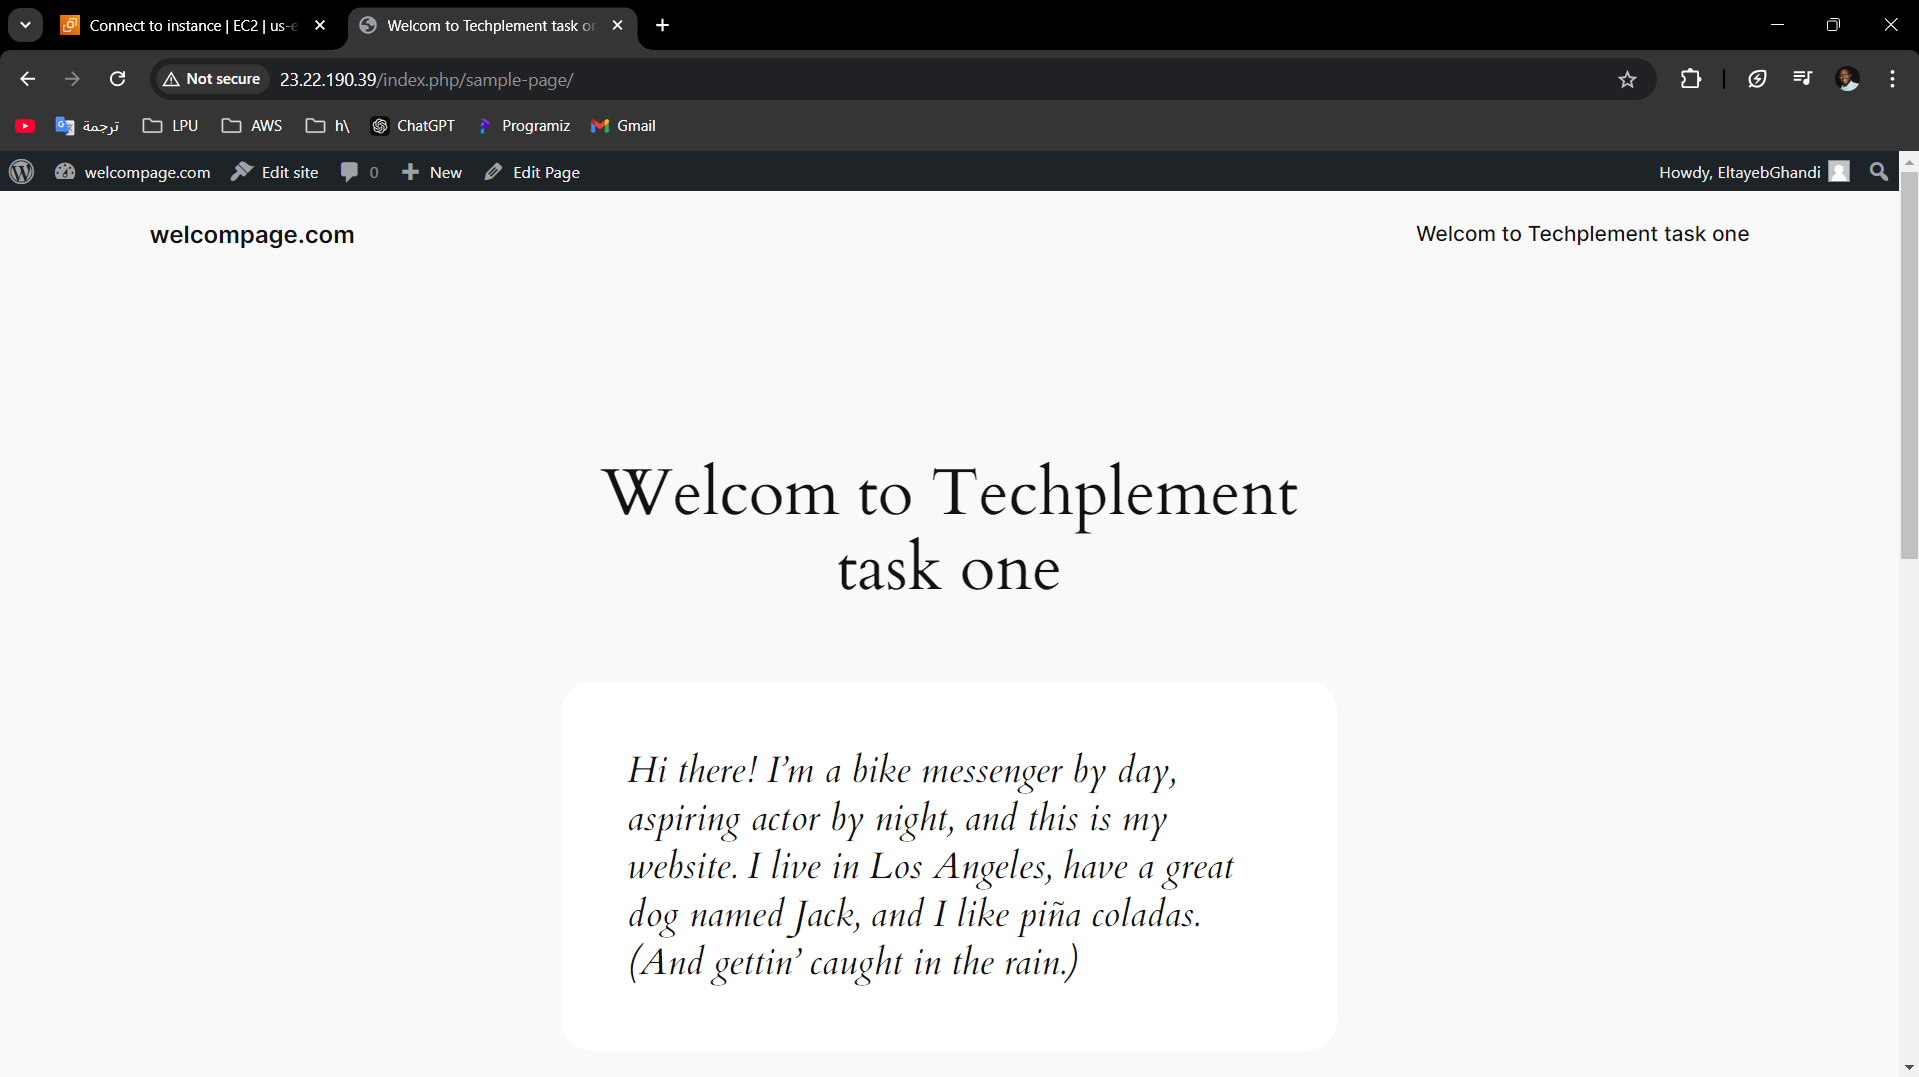 Connect to instance | EC2 | us-e
Welcom to Techplement task or
Not secure
23.22.190.39/index.php/sample-page/
ترجمة
LPU
AWS
h\
ChatGPT
Programiz
Gmail
welcompage.com
Edit site
0
New
Edit Page
Howdy, EltayebGhandi
welcompage.com
Welcom to Techplement task one
Welcom to Techplement
task one
Hi there! I’m a bike messenger by day,
aspiring actor by night, and this is my
website. I live in Los Angeles, have a great
dog named Jack, and I like piña coladas.
(And gettin’ caught in the rain.)